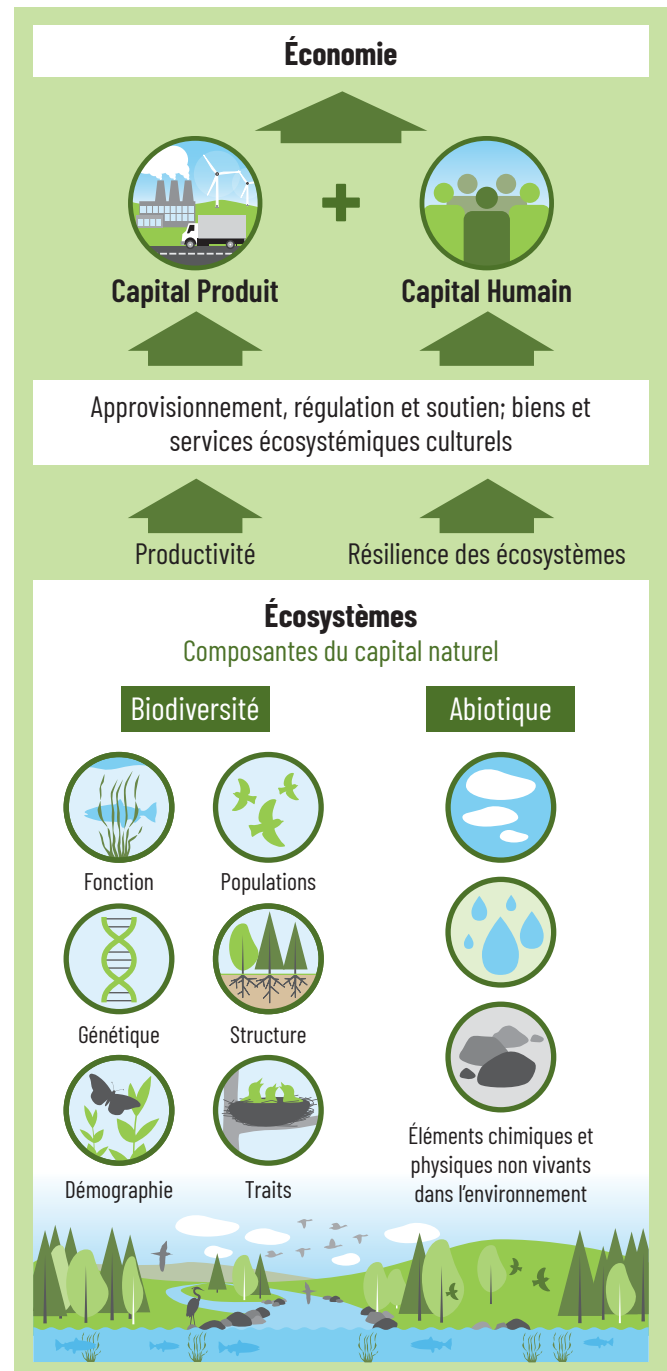 Économie
Capital Produit
Capital Humain
Approvisionnement, régulation et soutien; biens et
services écosystémiques culturels
Productivité
Résilience des écosystèmes
Écosystèmes
Composantes du capital naturel
Biodiversité
Abiotique
Fonction
Populations
Génétique
Structure
Démographie
Traits
Éléments chimiques et
physiques non vivants
dans l'environnement